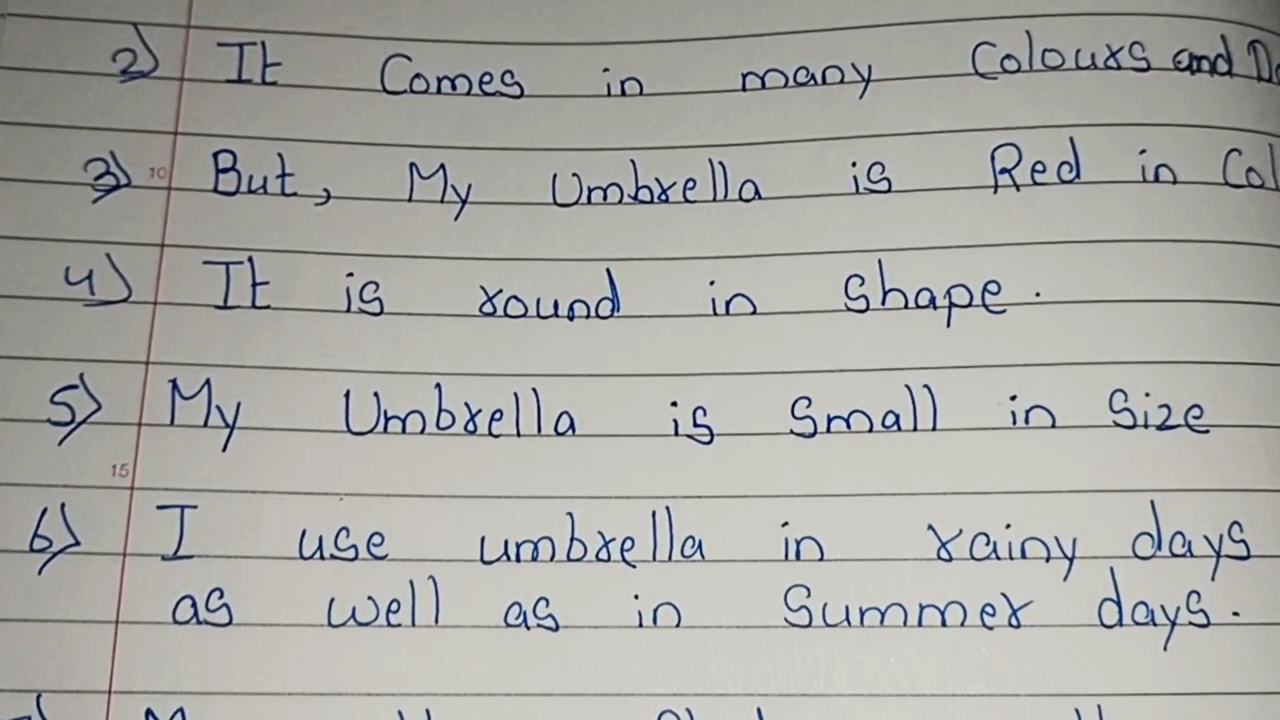 2) It Comes in many Colours and
3) 10 But, My Umbrella is Red in
4) It is round in shape.
5) My Umbrella is Small in Size
15
6) I use umbrella in rainy days
as well as in Summer days.